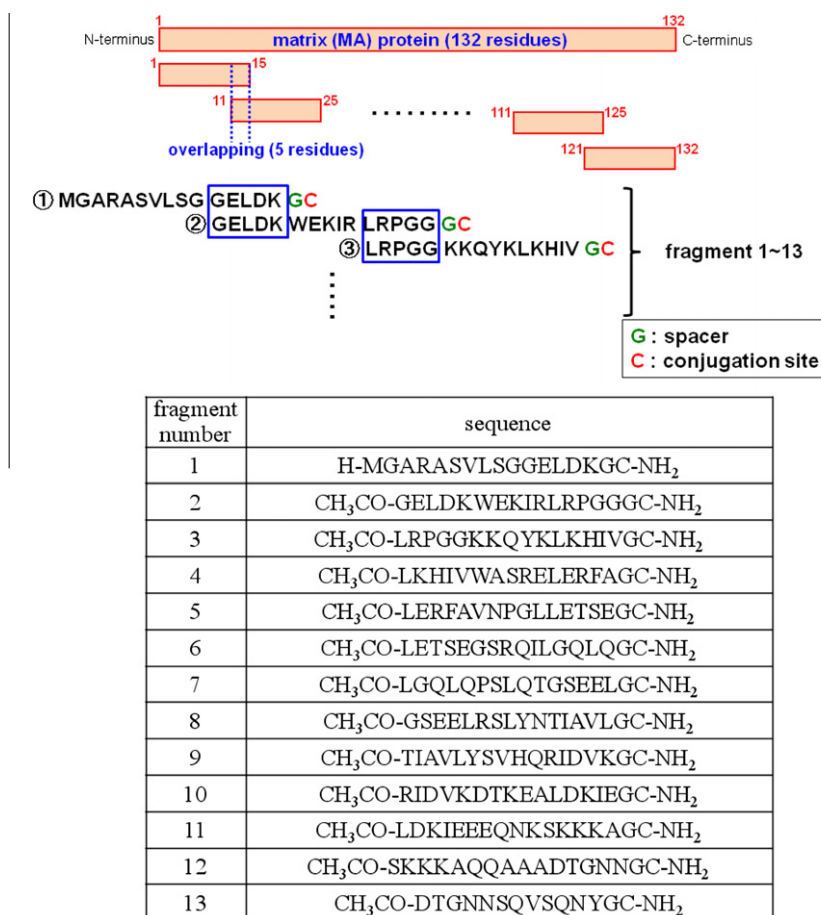 1 132
N-terminus matrix (MA) protein (132 residues) C-terminus
1 15
11 25 ········· 111 125
overlapping (5 residues) 121 132
① MGARASVLSG GELDK GC
② GELDK WEKIR LRPGG GC
③ LRPGG KKQYKLKHIV GC fragment 1~13
G : spacer
C : conjugation site
fragment number sequence
1 H-MGARASVLSGGELDKGC-NH₂
2 CH₃CO-GELDKWEKIRLRPGGGC-NH₂
3 CH₃CO-LRPGGKKQYKLKHIVGC-NH₂
4 CH₃CO-LKHIVWASRELERFAGC-NH₂
5 CH₃CO-LERFAVNPGLLETSEGC-NH₂
6 CH₃CO-LETSEGSRQILGQLQGC-NH₂
7 CH₃CO-LGQLQPSLQTGSEELGC-NH₂
8 CH₃CO-GSEELRSLYNTIAVLGC-NH₂
9 CH₃CO-TIAVLYSVHQRIDVKGC-NH₂
10 CH₃CO-RIDVKDTKEALDKIEGC-NH₂
11 CH₃CO-LDKIEEEQNKSKKKAGC-NH₂
12 CH₃CO-SKKKAQQAAADTGNNGC-NH₂
13 CH₃CO-DTGNNSQVSQNYGC-NH₂